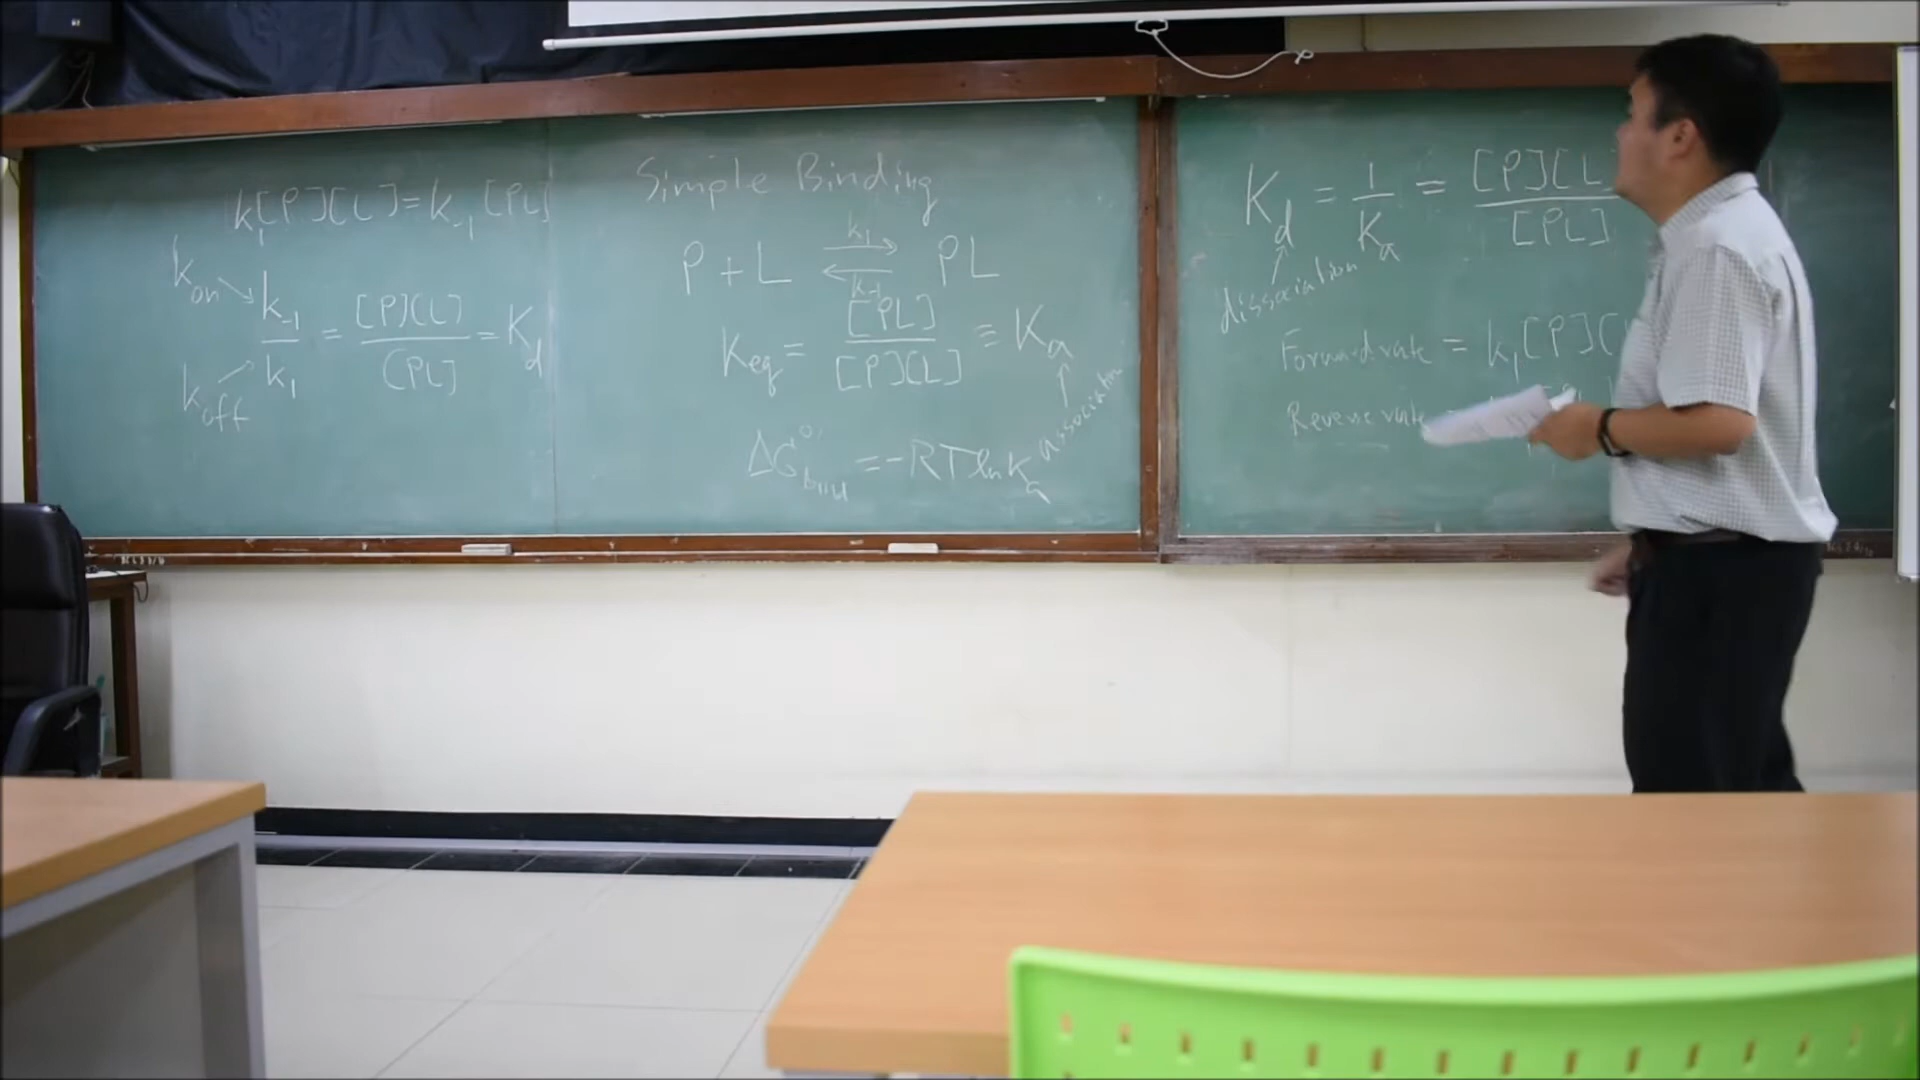 k₁[P][L]=k₋₁[PL]
kon
k₋₁/k₁ = [P][L]/[PL] = Kd
koff
Simple Binding
P + L k₁ ⇌ k₋₁ PL
Keq = [PL]/[P][L] ≡ Ka
association
ΔG°bind = -RT ln Ka
Kd = 1/Ka = [P][L]/[PL]
dissociation
Forward rate = k₁[P][
Reverse rate